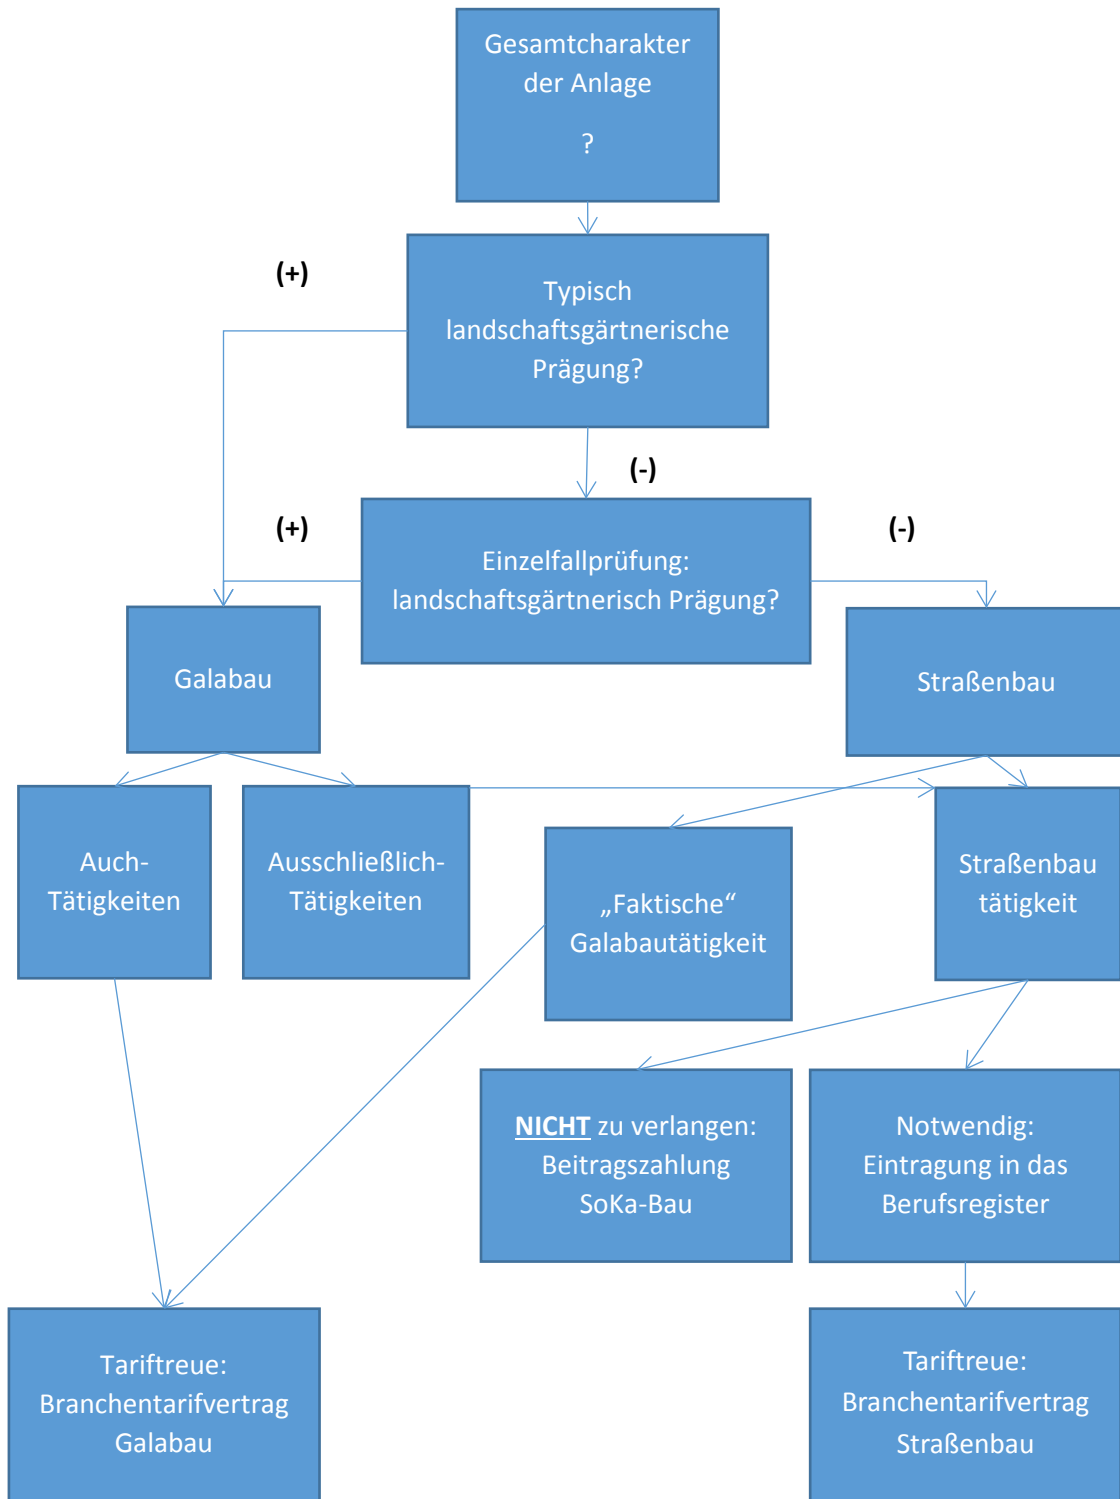 Gesamtcharakter
der Anlage
?
(+)
Typisch
landschaftsgärtnerische
Prägung?
(-)
(+)
(-)
Einzelfallprüfung:
landschaftsgärtnerisch Prägung?
Galabau
Straßenbau
Auch-
Tätigkeiten
Ausschließlich-
Tätigkeiten
„Faktische“
Galabautätigkeit
Straßenbau
tätigkeit
NICHT zu verlangen:
Beitragszahlung
SoKa-Bau
Notwendig:
Eintragung in das
Berufsregister
Tariftreue:
Branchentarifvertrag
Galabau
Tariftreue:
Branchentarifvertrag
Straßenbau